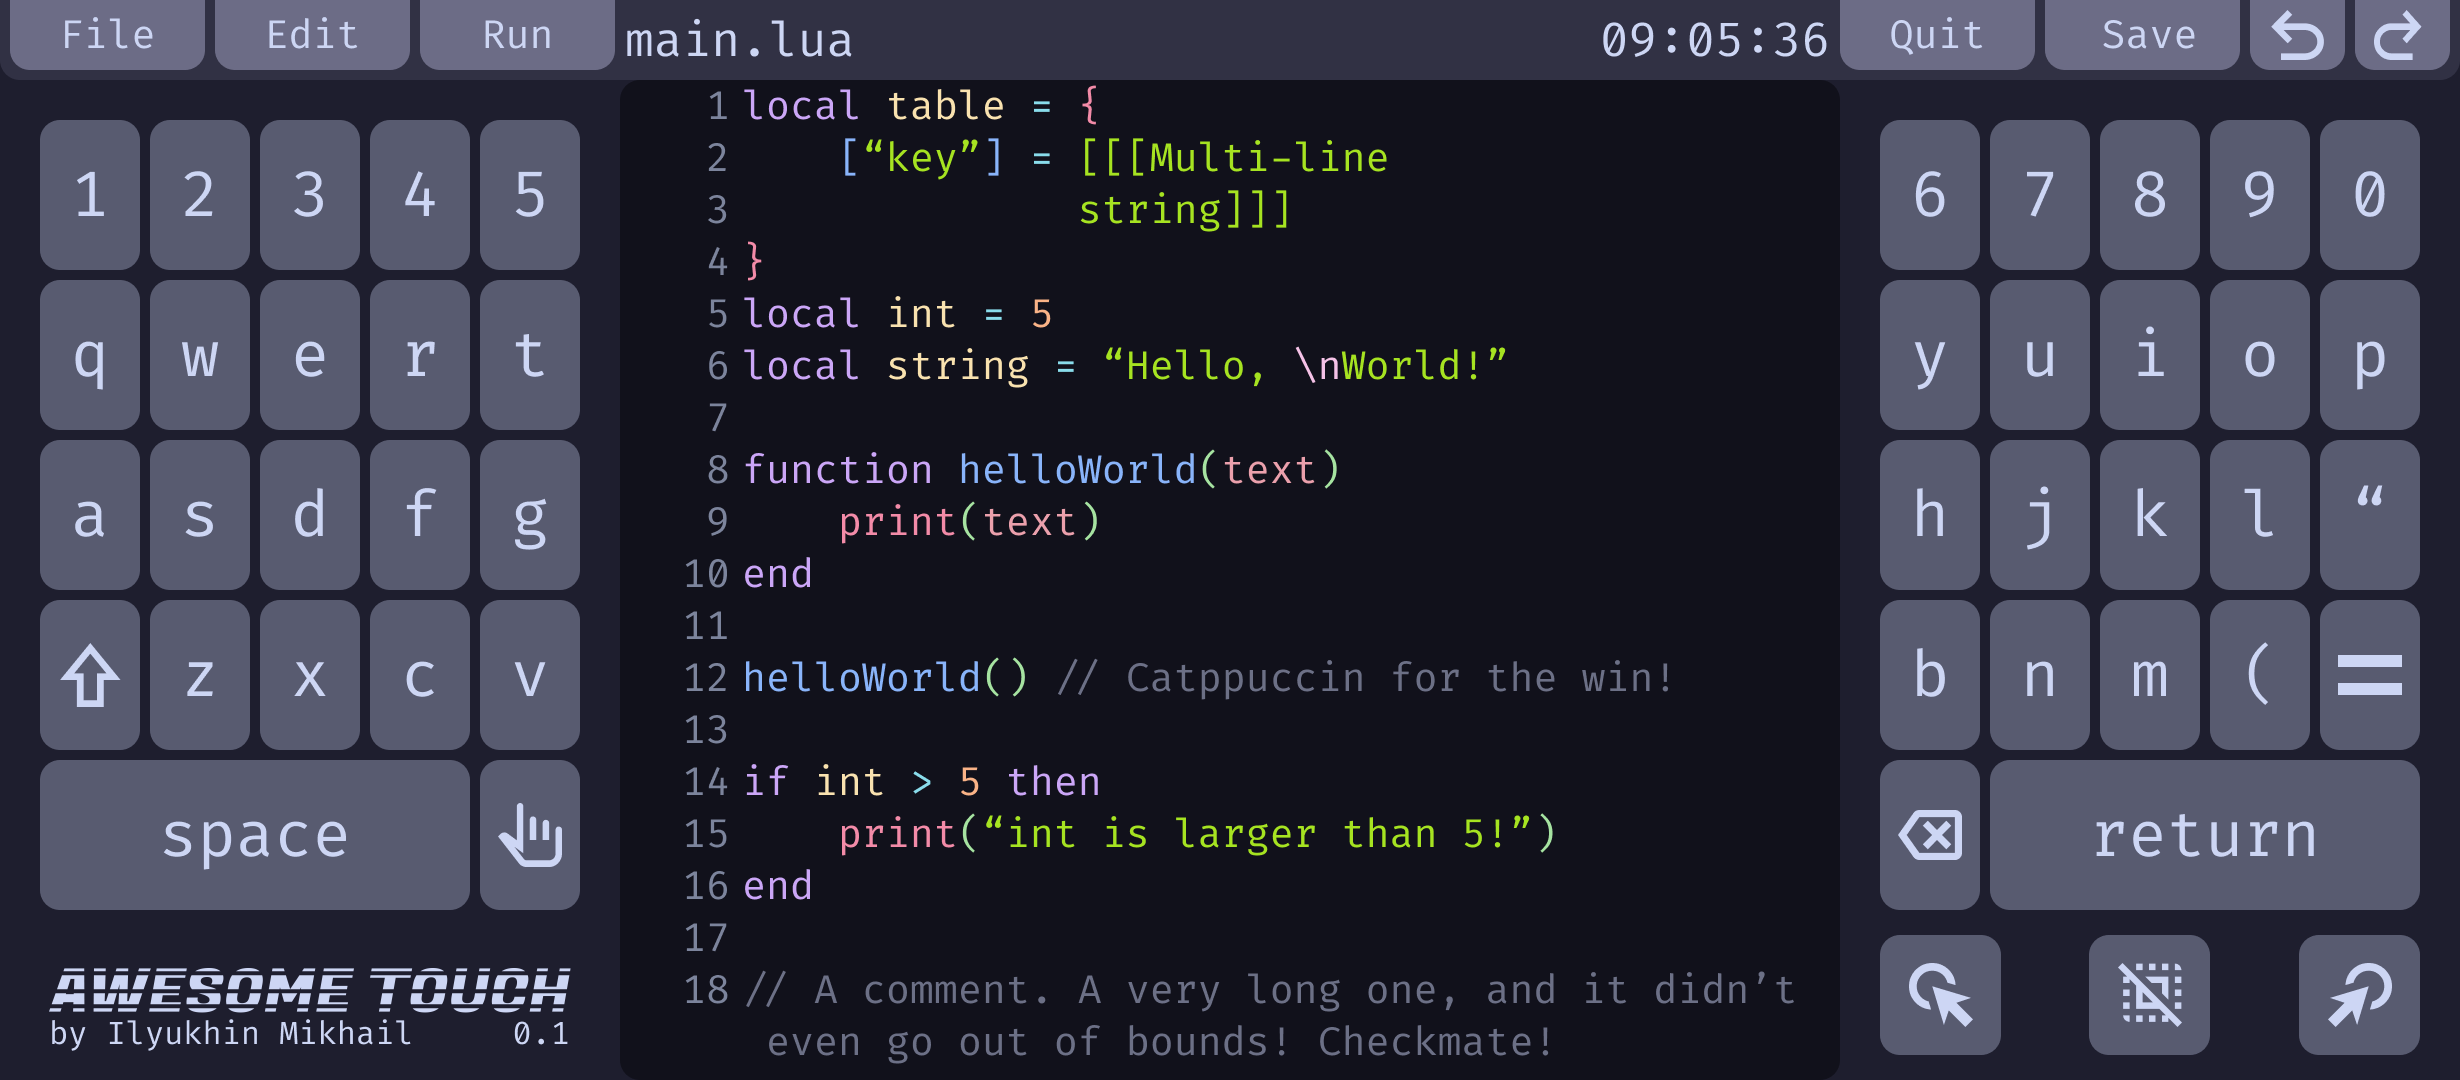 File Edit Run main.lua 09:05:36 Quit Save
1 2 3 4 5
q w e r t
a s d f g
z x c v
space
AWESOME TOUCH
by Ilyukhin Mikhail 0.1
1 local table = {
2     [“key”] = [[[Multi-line
3               string]]]
4 }
5 local int = 5
6 local string = “Hello, \nWorld!”
7
8 function helloWorld(text)
9     print(text)
10 end
11
12 helloWorld() // Catppuccin for the win!
13
14 if int > 5 then
15     print(“int is larger than 5!”)
16 end
17
18 // A comment. A very long one, and it didn’t
even go out of bounds! Checkmate!
6 7 8 9 0
y u i o p
h j k l “
b n m ( =
return